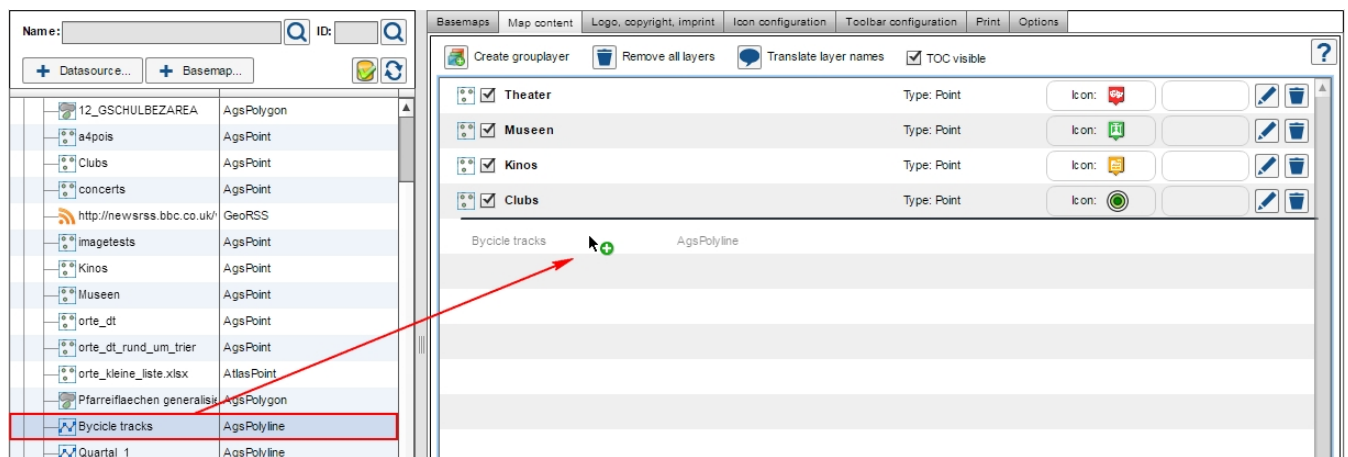 Name: ID:
Datasource... Basemap...
12_GSCHULBEZAREA AgsPolygon
a4pois AgsPoint
Clubs AgsPoint
concerts AgsPoint
http://newsrss.bbc.co.uk/ GeoRSS
imagetests AgsPoint
Kinos AgsPoint
Museen AgsPoint
orte_dt AgsPoint
orte_dt_rund_um_trier AgsPoint
orte_kleine_liste.xlsx AtlasPoint
Pfarreiflaechen generalisie AgsPolygon
Bycicle tracks AgsPolyline
Quartal_1 AgsPolyline
Basemaps Map content Logo, copyright, imprint Icon configuration Toolbar configuration Print Options
Create grouplayer Remove all layers Translate layer names TOC visible ?
Theater Type: Point Icon:
Museen Type: Point Icon:
Kinos Type: Point Icon:
Clubs Type: Point Icon:
Bycicle tracks AgsPolyline